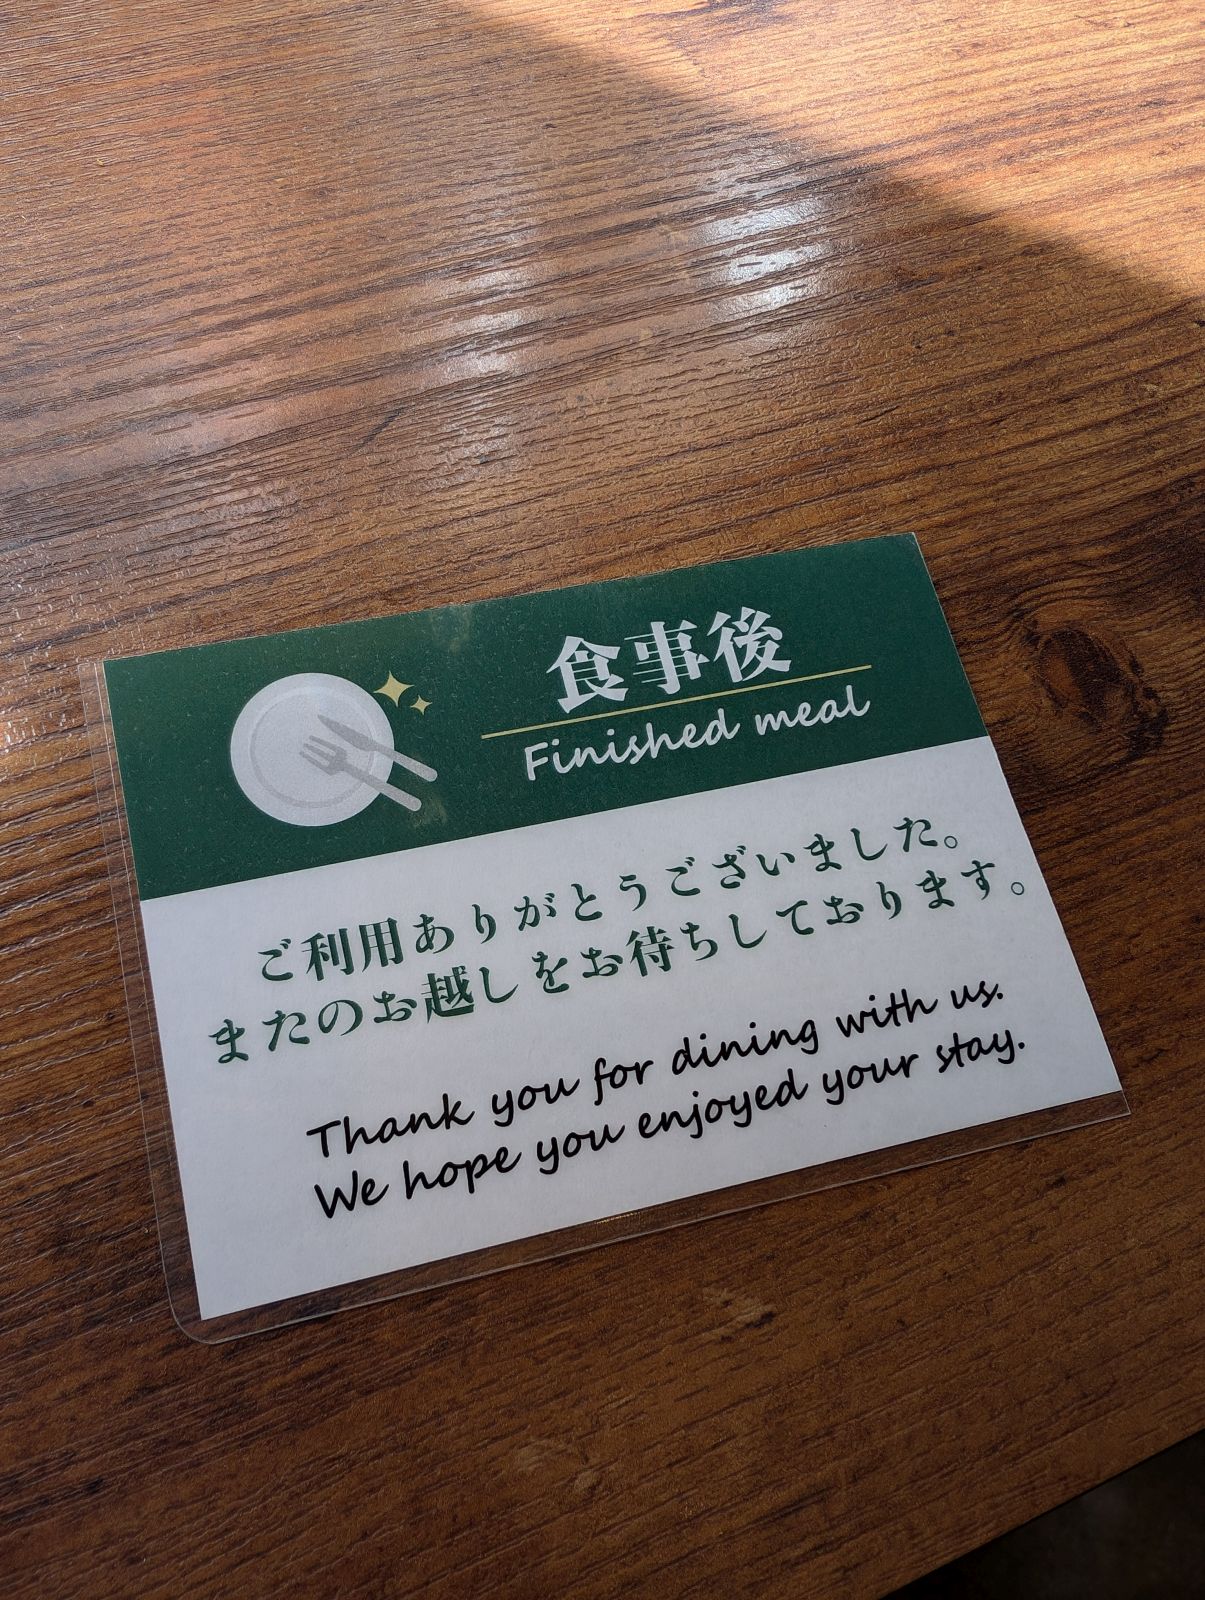 食事後
Finished meal
ご利用ありがとうございました。
またのお越しをお待ちしております。
Thank you for dining with us.
We hope you enjoyed your stay.